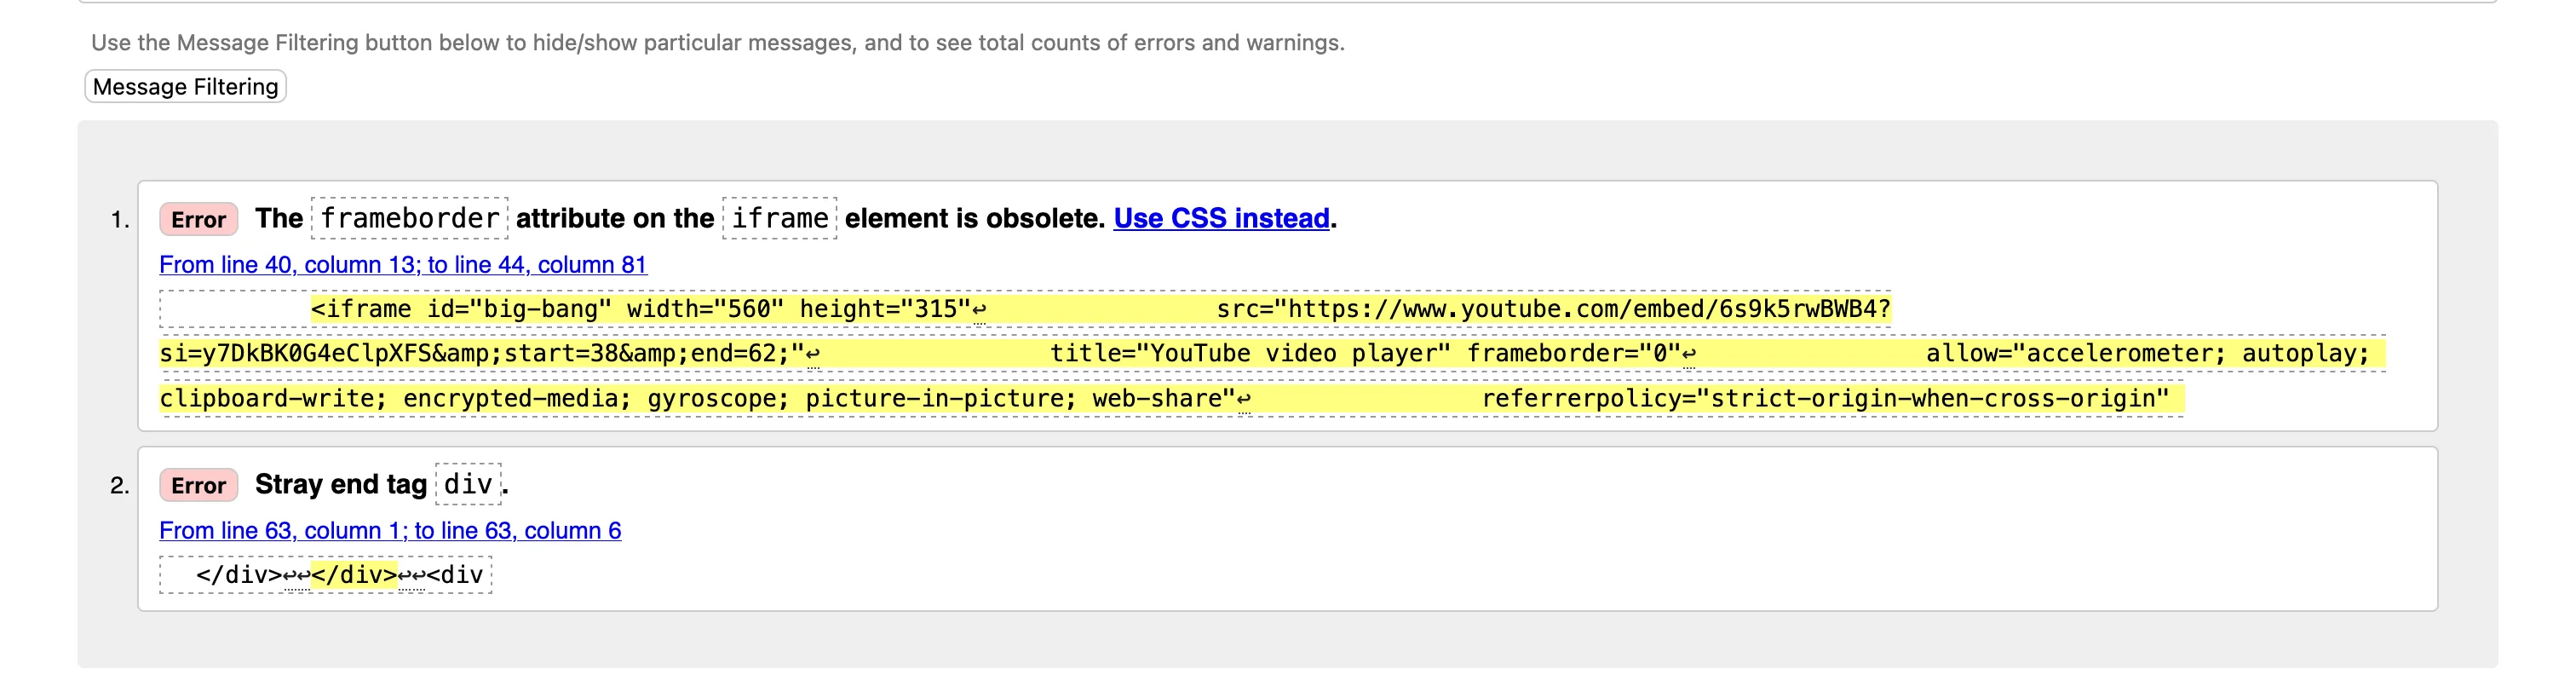 Use the Message Filtering button below to hide/show particular messages, and to see total counts of errors and warnings.
Message Filtering
1. Error The frameborder attribute on the iframe element is obsolete. Use CSS instead.
From line 40, column 13; to line 44, column 81
<iframe id="big-bang" width="560" height="315"↩ src="https://www.youtube.com/embed/6s9k5rwBWB4?
si=y7DkBK0G4eClpXFS&amp;start=38&amp;end=62;"↩ title="YouTube video player" frameborder="0"↩ allow="accelerometer; autoplay;
clipboard-write; encrypted-media; gyroscope; picture-in-picture; web-share"↩ referrerpolicy="strict-origin-when-cross-origin"
2. Error Stray end tag div.
From line 63, column 1; to line 63, column 6
</div>↩↩</div>↩↩<div